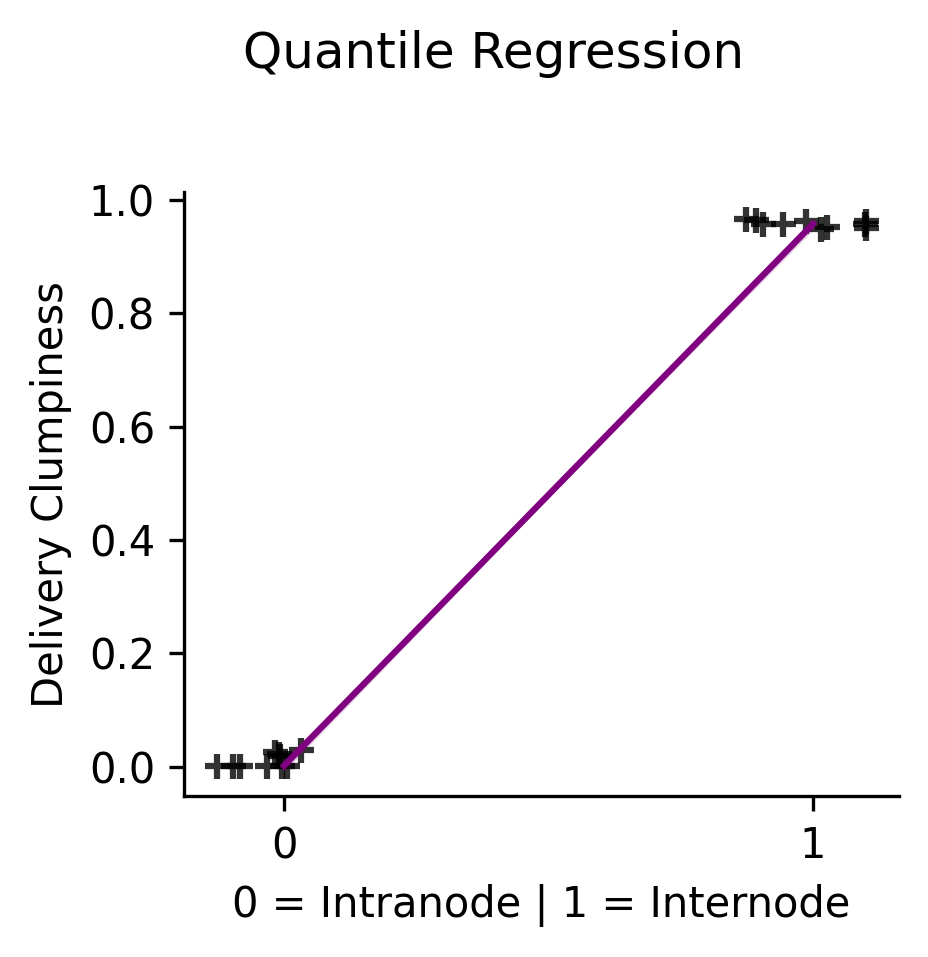 Quantile Regression
1.0
0.8
0.6
0.4
0.2
0.0
Delivery Clumpiness
0 1
0 = Intranode | 1 = Internode